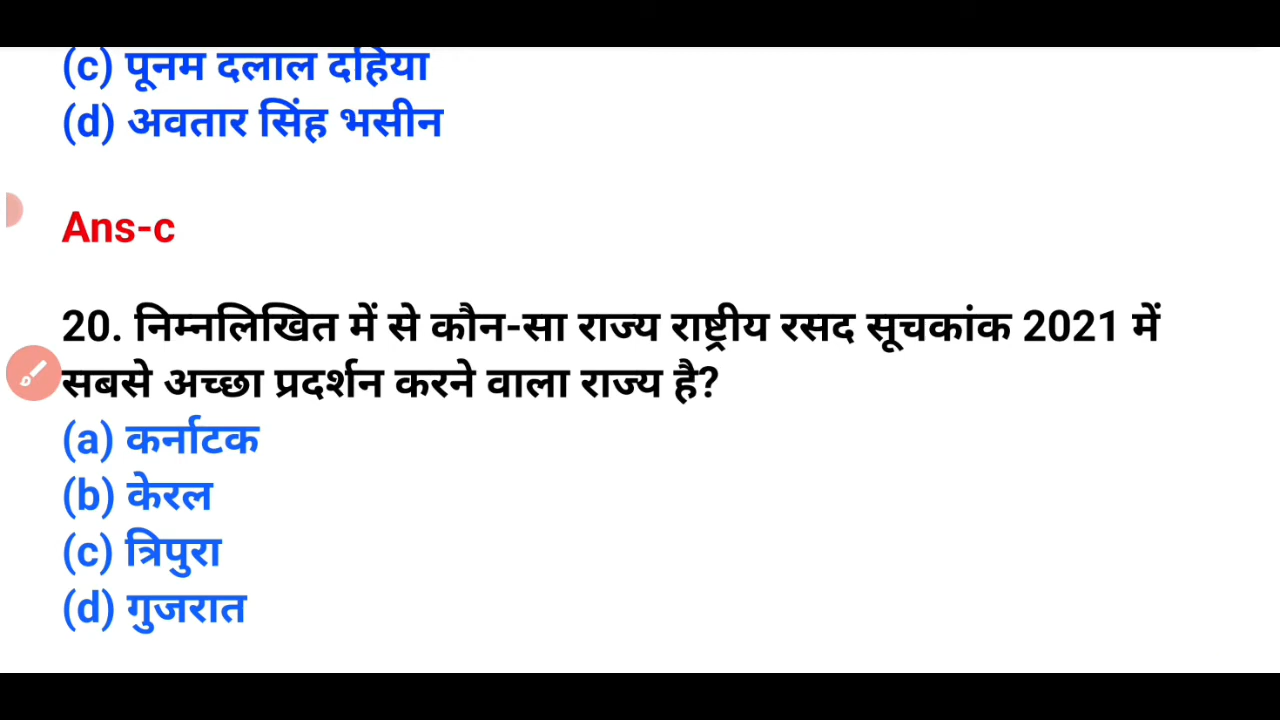 (c) पूनम दलाल दहिया
(d) अवतार सिंह भसीन
Ans-c
20. निम्नलिखित में से कौन-सा राज्य राष्ट्रीय रसद सूचकांक 2021 में
सबसे अच्छा प्रदर्शन करने वाला राज्य है?
(a) कर्नाटक
(b) केरल
(c) त्रिपुरा
(d) गुजरात